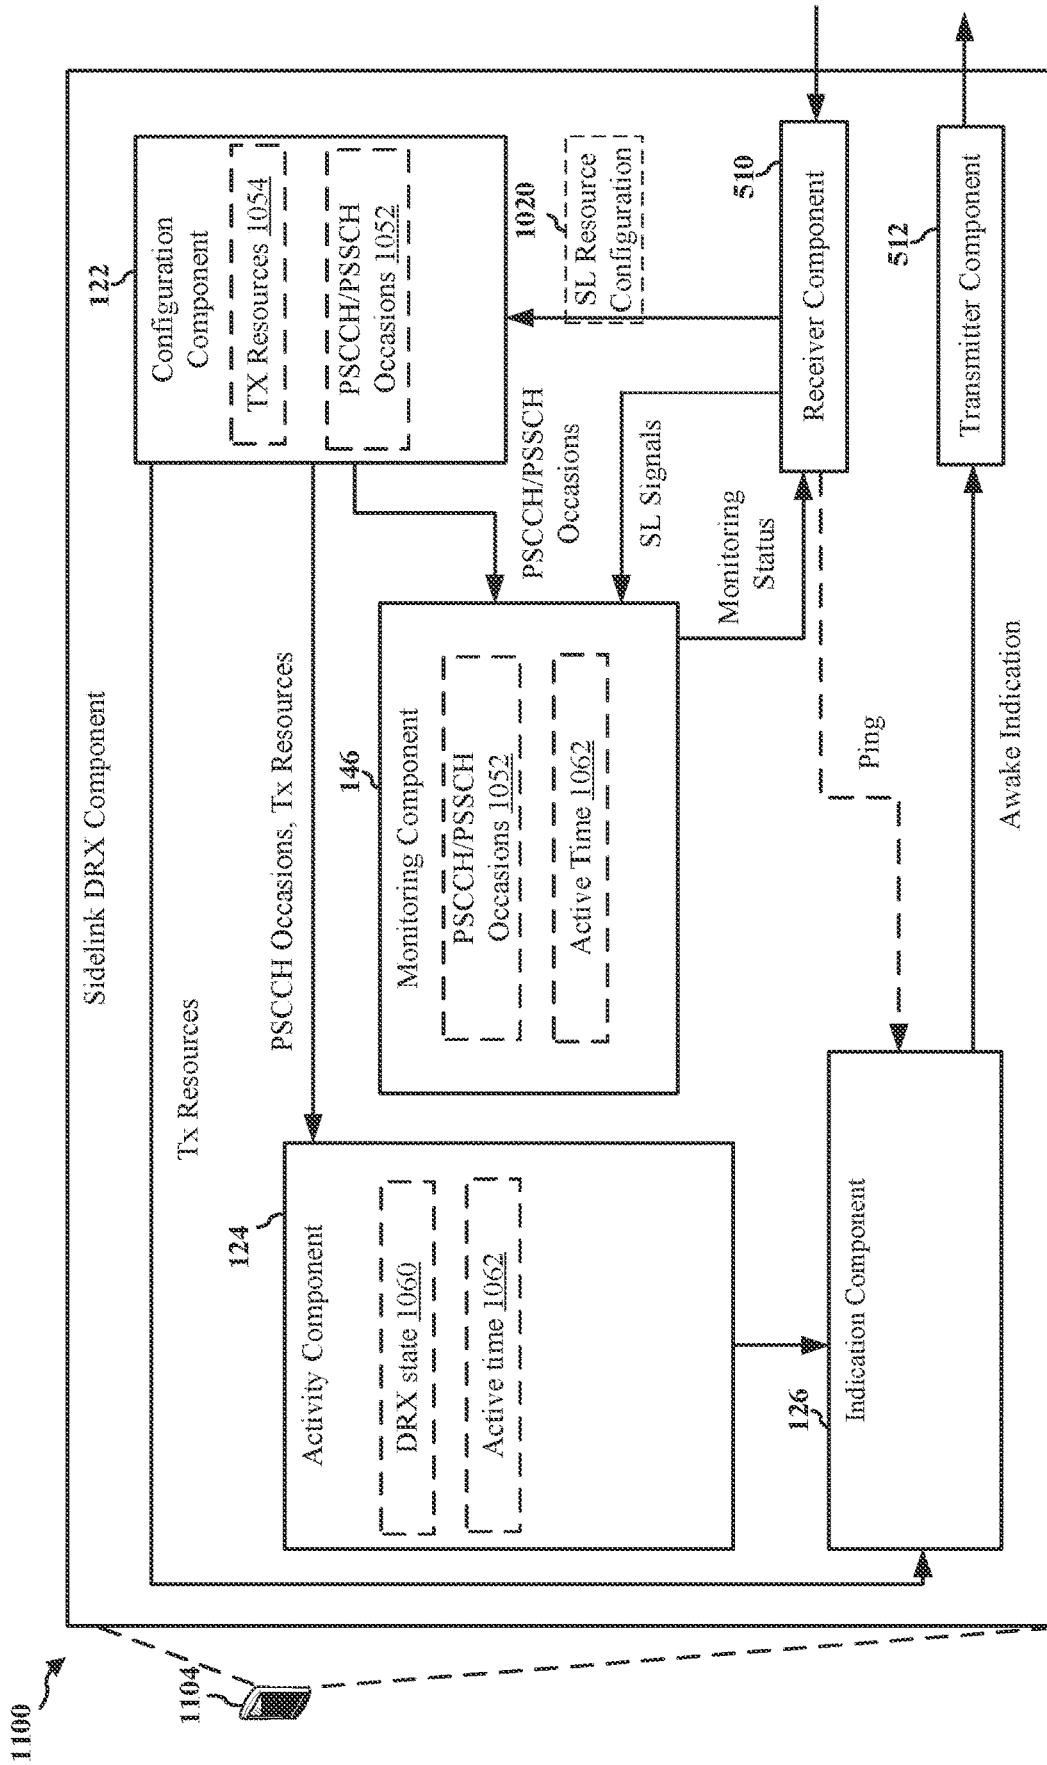 1100
1104
Sidelink DRX Component
122
Configuration
Component
TX Resources 1054
PSCCH/PSSCH
Occasions 1052
Tx Resources
PSCCH Occasions, Tx Resources
124
Activity Component
DRX state 1060
Active time 1062
146
Monitoring Component
PSCCH/PSSCH
Occasions 1052
Active Time 1062
PSCCH/PSSCH
Occasions
1020
SL Resource
Configuration
SL Signals
Monitoring
Status
510
Receiver Component
Ping
126
Indication Component
Awake Indication
512
Transmitter Component